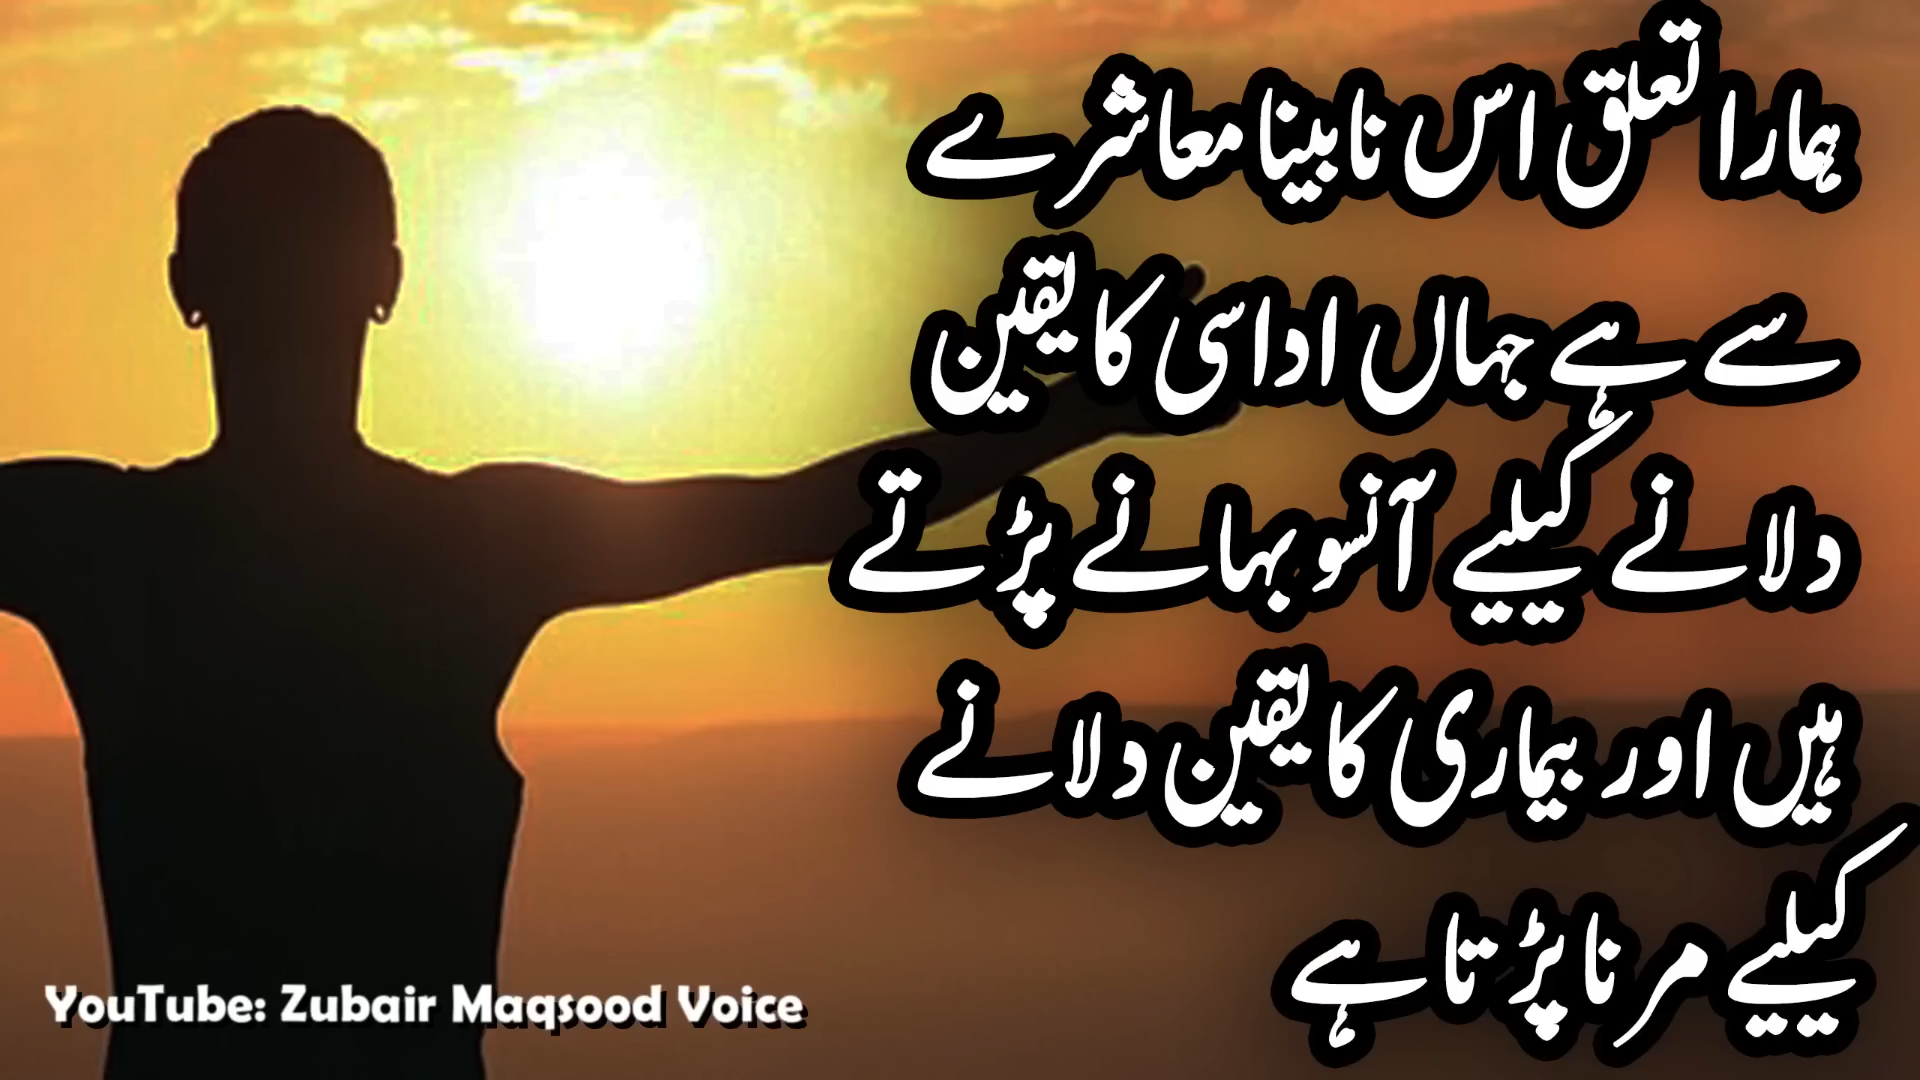 ہمارا تعلق اس نابینا معاشرے
سے ہے جہاں اداسی کا یقین
دلانے کیلیے آنسو بہانے پڑتے
ہیں اور بیماری کا یقین دلانے
کیلیے مرنا پڑتا ہے
YouTube: Zubair Maqsood Voice